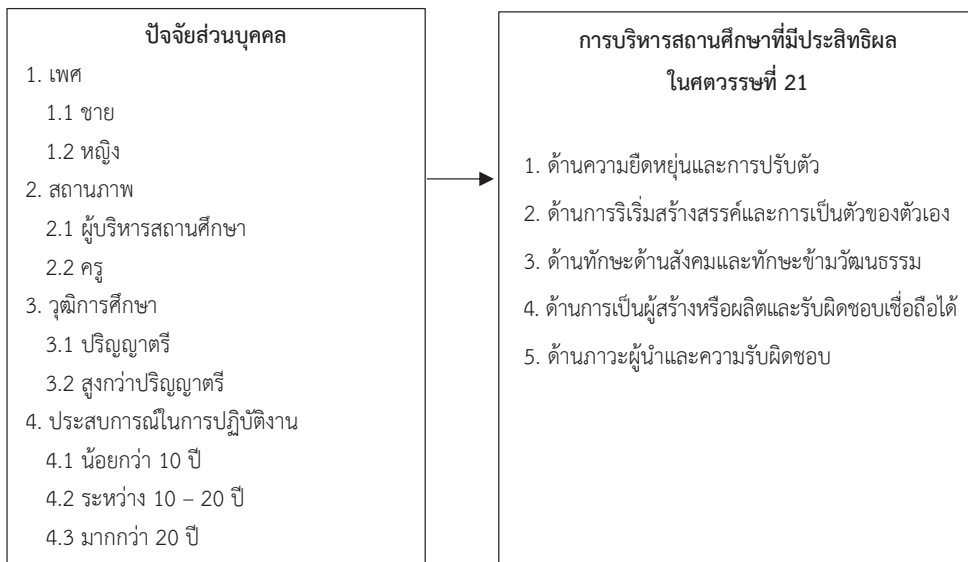 ปัจจัยส่วนบุคคล
1. เพศ
1.1 ชาย
1.2 หญิง
2. สถานภาพ
2.1 ผู้บริหารสถานศึกษา
2.2 ครู
3. วุฒิการศึกษา
3.1 ปริญญาตรี
3.2 สูงกว่าปริญญาตรี
4. ประสบการณ์ในการปฏิบัติงาน
4.1 น้อยกว่า 10 ปี
4.2 ระหว่าง 10 – 20 ปี
4.3 มากกว่า 20 ปี
การบริหารสถานศึกษาที่มีประสิทธิผล
ในศตวรรษที่ 21
1. ด้านความยืดหยุ่นและการปรับตัว
2. ด้านการริเริ่มสร้างสรรค์และการเป็นตัวของตัวเอง
3. ด้านทักษะด้านสังคมและทักษะข้ามวัฒนธรรม
4. ด้านการเป็นผู้สร้างหรือผลิตและรับผิดชอบเชื่อถือได้
5. ด้านภาวะผู้นำและความรับผิดชอบ